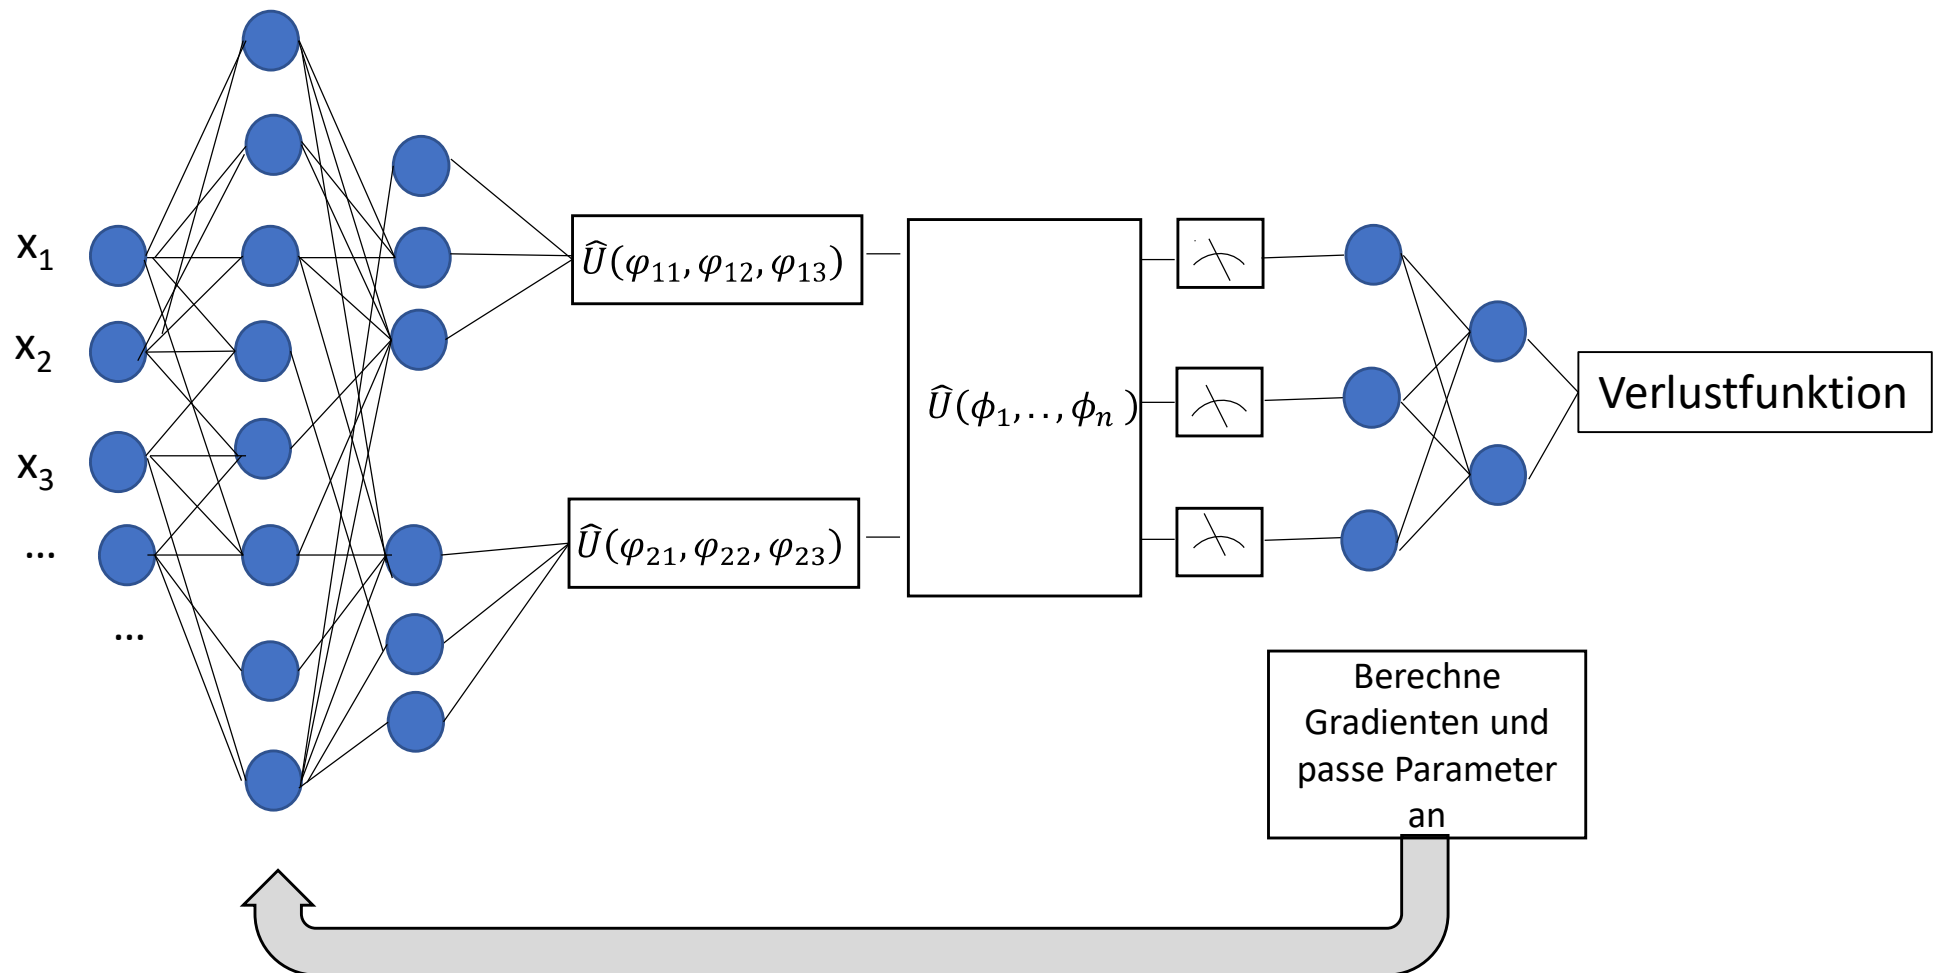 x₁
x₂
x₃
...
...
Û(φ₁₁, φ₁₂, φ₁₃)
Û(φ₂₁, φ₂₂, φ₂₃)
Û(ϕ₁,..,ϕₙ )
Verlustfunktion
Berechne
Gradienten und
passe Parameter
an